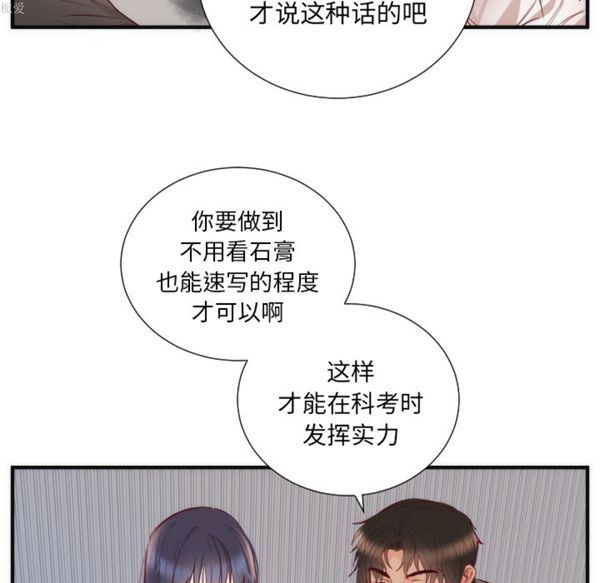 枙爱
才说这种话的吧
你要做到
不用看石膏
也能速写的程度
才可以啊
这样
才能在科考时
发挥实力